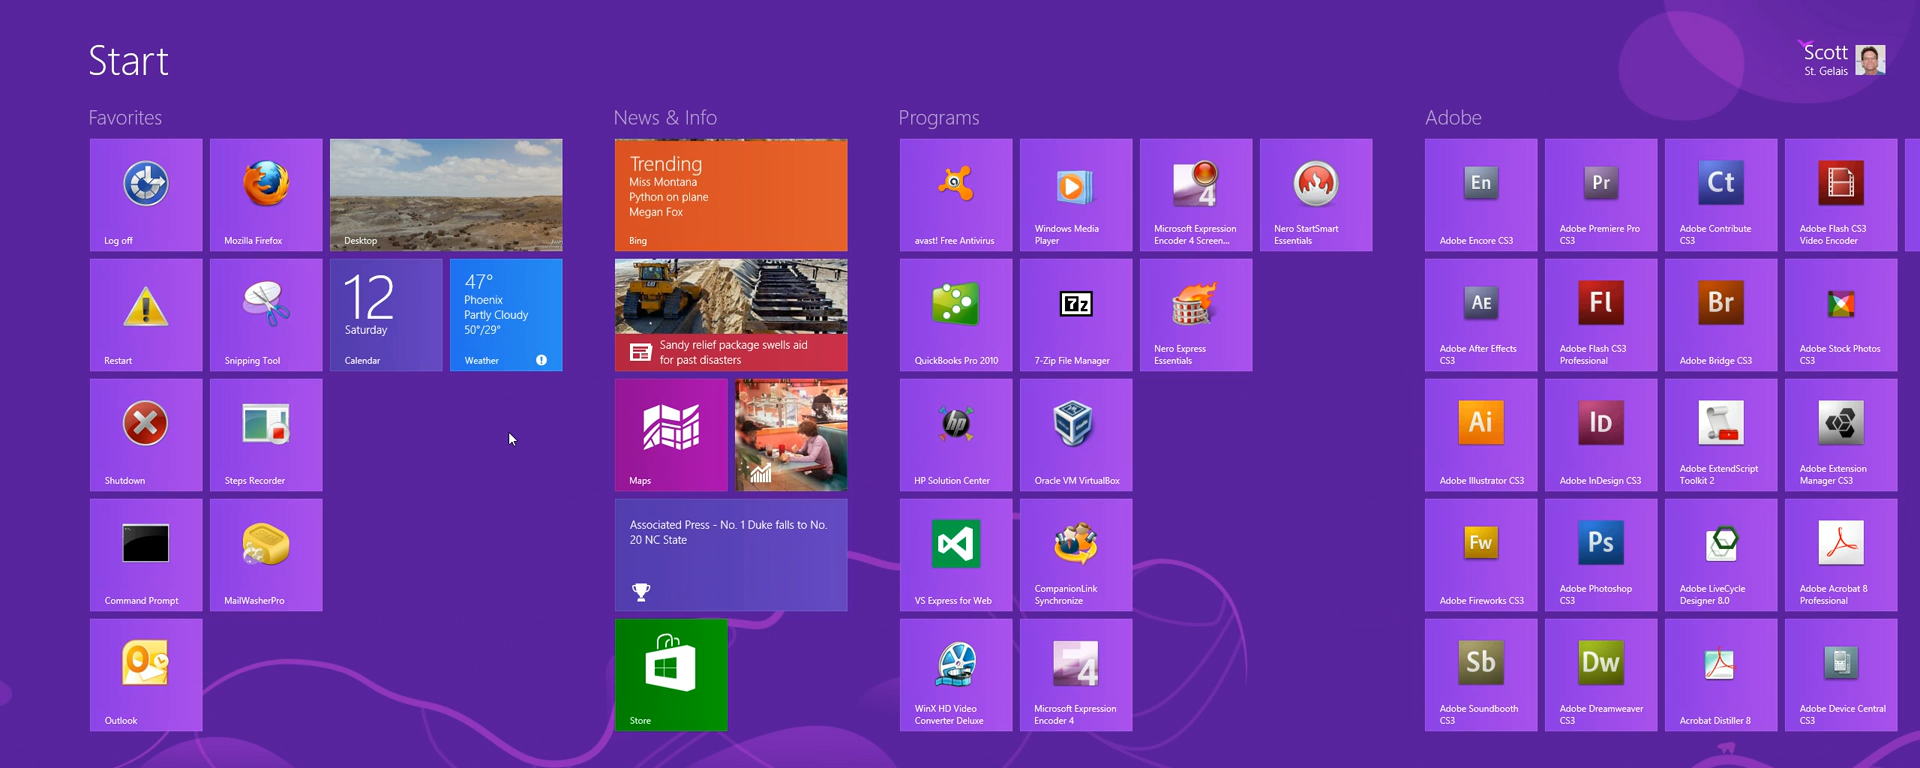 Start
Scott
St. Gelais
Favorites
Log off
Mozilla Firefox
Desktop
Restart
Snipping Tool
12
Saturday
Calendar
47°
Phoenix
Partly Cloudy
50°/29°
Weather
Shutdown
Steps Recorder
Command Prompt
MailWasherPro
Outlook
News & Info
Trending
Miss Montana
Python on plane
Megan Fox
Bing
Sandy relief package swells aid
for past disasters
Maps
Associated Press - No. 1 Duke falls to No.
20 NC State
Store
Programs
avast! Free Antivirus
Windows Media
Player
4
Microsoft Expression
Encoder 4 Screen...
Nero StartSmart
Essentials
QuickBooks Pro 2010
7z
7-Zip File Manager
Nero Express
Essentials
hp
HP Solution Center
Oracle VM VirtualBox
VS Express for Web
CompanionLink
Synchronize
WinX HD Video
Converter Deluxe
4
Microsoft Expression
Encoder 4
Adobe
En
Adobe Encore CS3
Pr
Adobe Premiere Pro
CS3
Ct
Adobe Contribute
CS3
Adobe Flash CS3
Video Encoder
AE
Adobe After Effects
CS3
Fl
Adobe Flash CS3
Professional
Br
Adobe Bridge CS3
Adobe Stock Photos
CS3
Ai
Adobe Illustrator CS3
ID
Adobe InDesign CS3
Adobe ExtendScript
Toolkit 2
Adobe Extension
Manager CS3
Fw
Adobe Fireworks CS3
Ps
Adobe Photoshop
CS3
Adobe LiveCycle
Designer 8.0
Adobe Acrobat 8
Professional
Sb
Adobe Soundbooth
CS3
Dw
Adobe Dreamweaver
CS3
Acrobat Distiller 8
Adobe Device Central
CS3